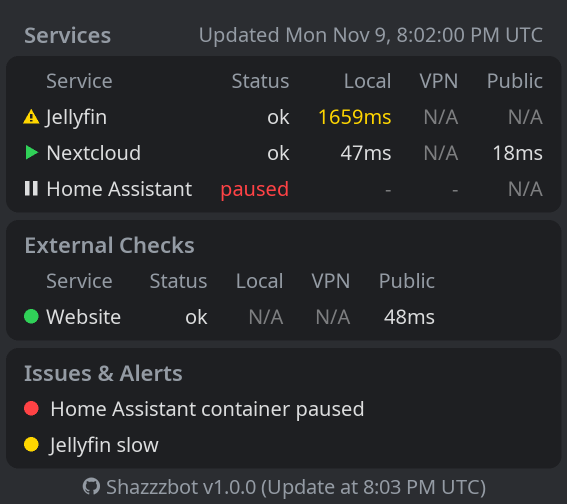 Services Updated Mon Nov 9, 8:02:00 PM UTC
Service Status Local VPN Public
Jellyfin ok 1659ms N/A N/A
Nextcloud ok 47ms N/A 18ms
Home Assistant paused - - N/A
External Checks
Service Status Local VPN Public
Website ok N/A N/A 48ms
Issues & Alerts
Home Assistant container paused
Jellyfin slow
Shazzzbot v1.0.0 (Update at 8:03 PM UTC)